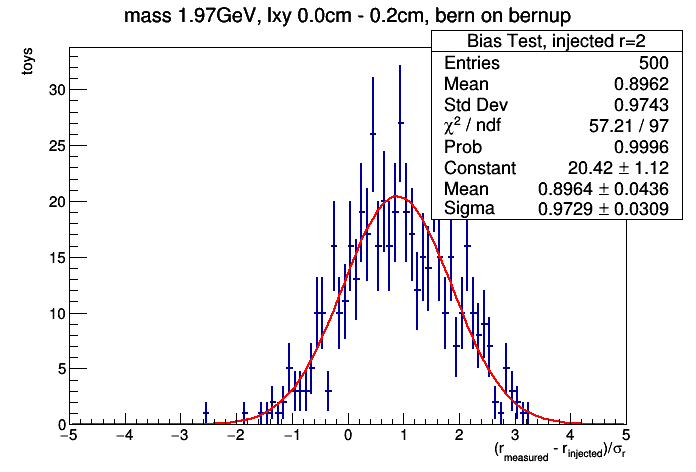 mass 1.97GeV, lxy 0.0cm - 0.2cm, bern on bernup
Bias Test, injected r=2
Entries 500
Mean 0.8962
Std Dev 0.9743
χ² / ndf 57.21 / 97
Prob 0.9996
Constant 20.42 ± 1.12
Mean 0.8964 ± 0.0436
Sigma 0.9729 ± 0.0309
toys
30
25
20
15
10
5
0
−5 −4 −3 −2 −1 0 1 2 3 4 5
(r_measured - r_injected)/σ_r